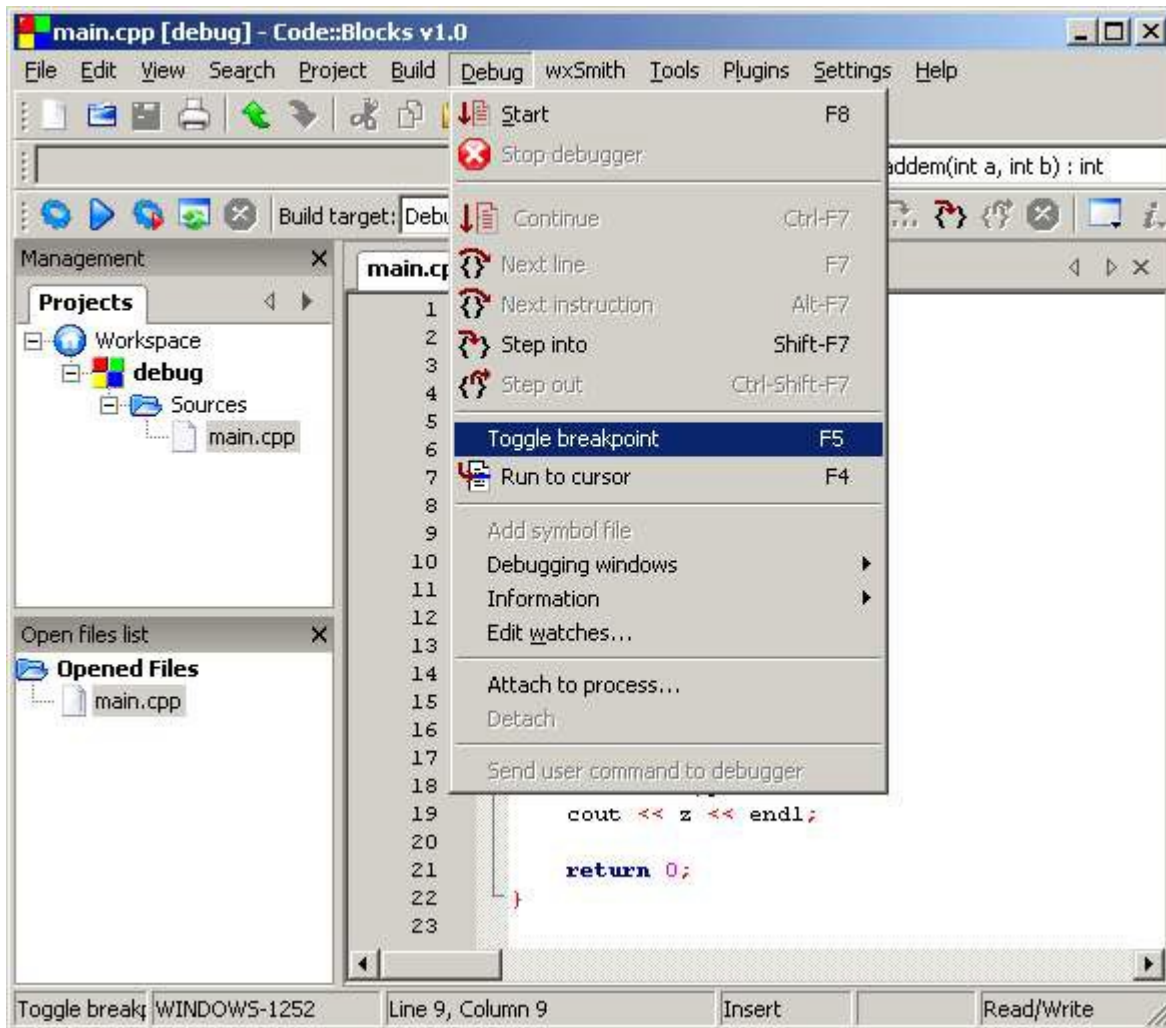 main.cpp [debug] - Code::Blocks v1.0
File Edit View Search Project Build Debug wxSmith Tools Plugins Settings Help
Start F8
Stop debugger
addem(int a, int b) : int
Continue Ctrl-F7
Build target:
Next line F7
Next instruction Alt-F7
Step into Shift-F7
Step out Ctrl-Shift-F7
Toggle breakpoint F5
Run to cursor F4
Add symbol file
Debugging windows
Information
Edit watches...
Attach to process...
Detach
Send user command to debugger
Management
Projects
Workspace
debug
Sources
main.cpp
Open files list
Opened Files
main.cpp
1
2
3
4
5
6
7
8
9
10
11
12
13
14
15
16
17
18
19 cout << z << endl;
20
21 return 0;
22 }
23
WINDOWS-1252 Line 9, Column 9 Insert Read/Write